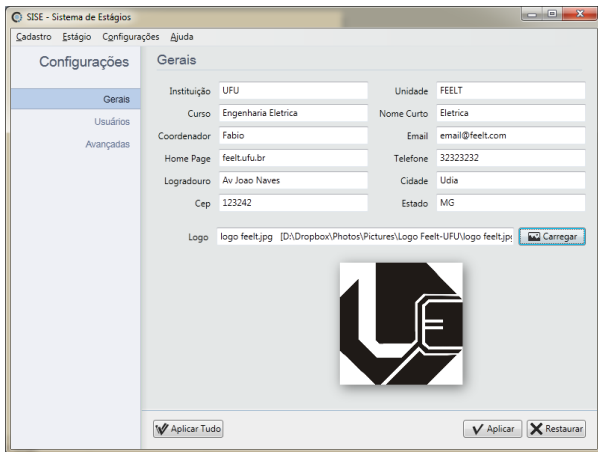 SISE - Sistema de Estágios
Cadastro Estágio Configurações Ajuda
Configurações
Gerais
Usuários
Avançadas
Gerais
Instituição UFU Unidade FEELT
Curso Engenharia Eletrica Nome Curto Eletrica
Coordenador Fabio Email email@feelt.com
Home Page feelt.ufu.br Telefone 32323232
Logradouro Av Joao Naves Cidade Udia
Cep 123242 Estado MG
Logo logo feelt.jpg [D:\Dropbox\Photos\Pictures\Logo Feelt-UFU\logo feelt.jp Carregar
Aplicar Tudo Aplicar Restaurar